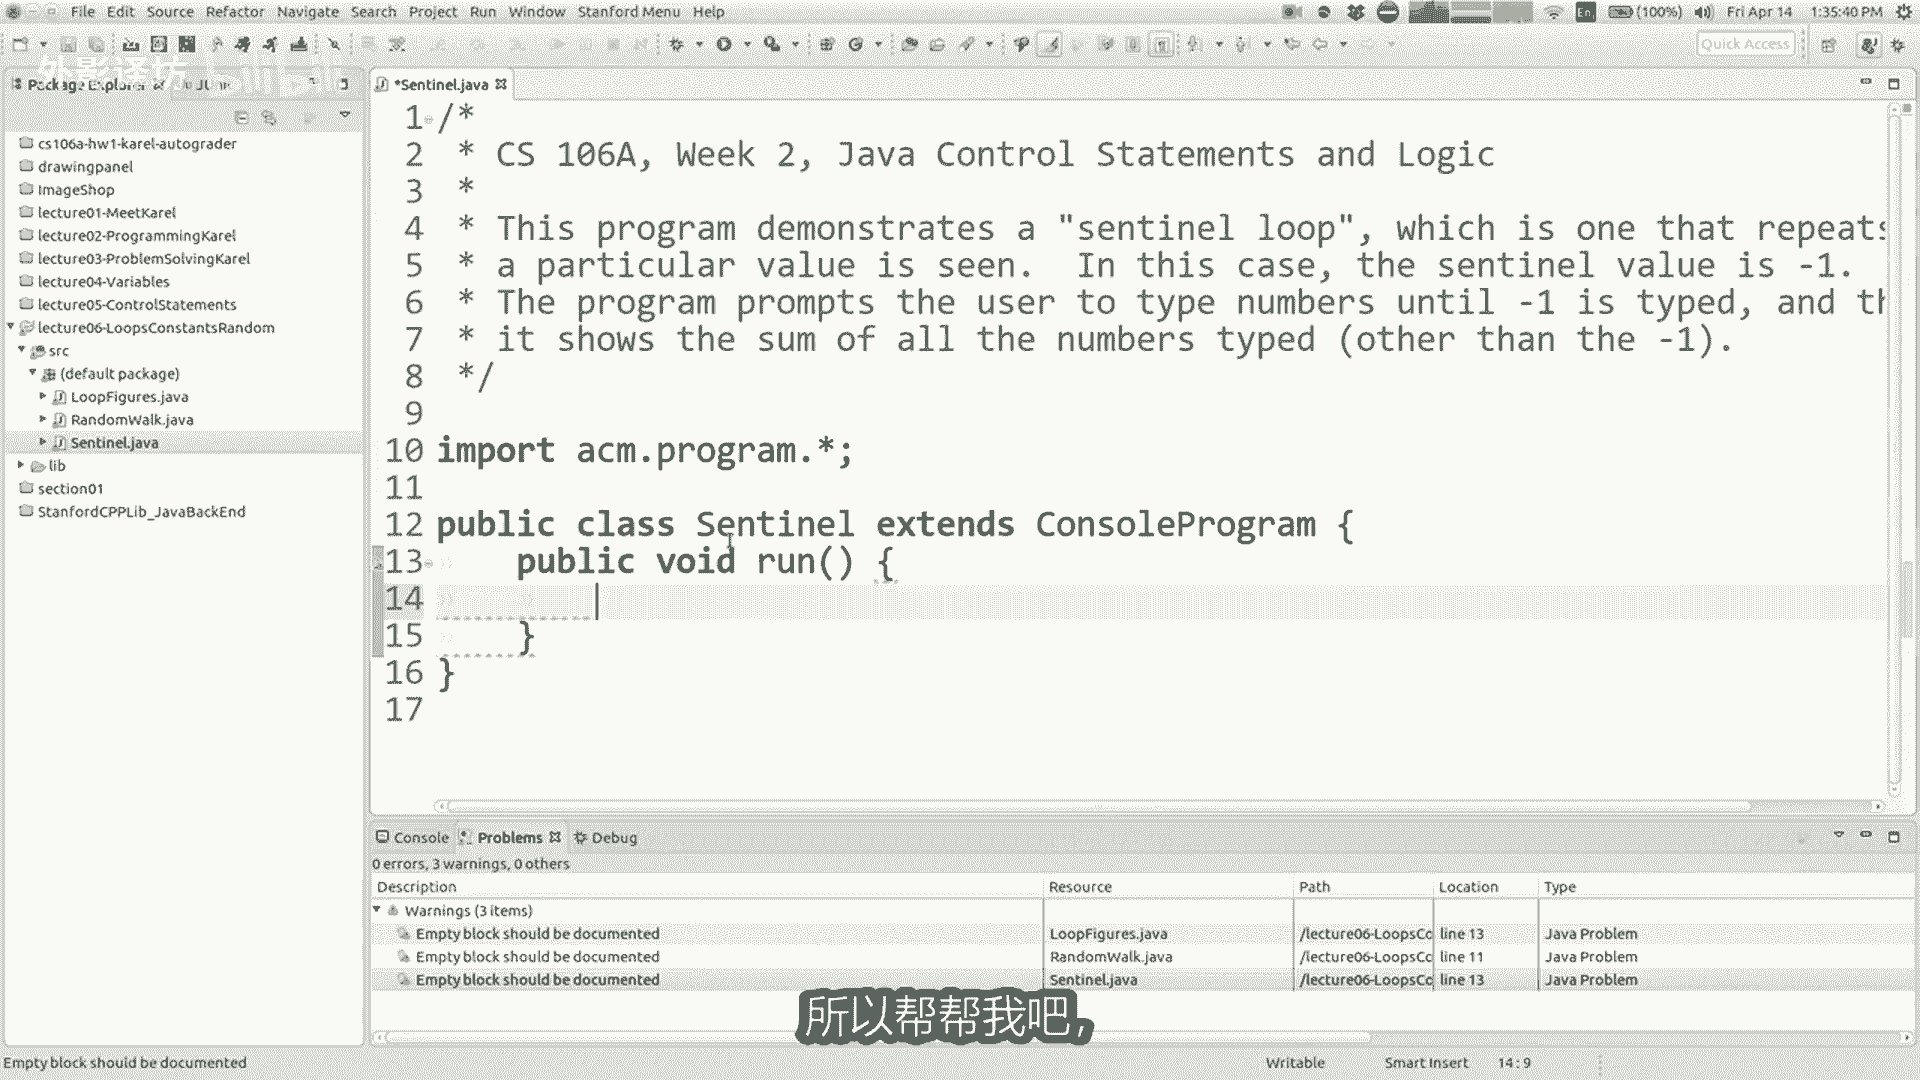 File Edit Source Refactor Navigate Search Project Run Window Stanford Menu Help
En (100%) Fri Apr 14 1:35:40 PM
Quick Access
外影译坊 bilibili
Package Explorer
*Sentinel.java
cs106a-hw1-karel-autograder
drawingpanel
ImageShop
lecture01-MeetKarel
lecture02-ProgrammingKarel
lecture03-ProblemSolvingKarel
lecture04-Variables
lecture05-ControlStatements
lecture06-LoopsConstantsRandom
src
(default package)
LoopFigures.java
RandomWalk.java
Sentinel.java
lib
section01
StanfordCPPLib_JavaBackEnd
1 /*
2 * CS 106A, Week 2, Java Control Statements and Logic
3 *
4 * This program demonstrates a "sentinel loop", which is one that repeats
5 * a particular value is seen. In this case, the sentinel value is -1.
6 * The program prompts the user to type numbers until -1 is typed, and th
7 * it shows the sum of all the numbers typed (other than the -1).
8 */
9
10 import acm.program.*;
11
12 public class Sentinel extends ConsoleProgram {
13 public void run() {
14
15 }
16 }
17
Console Problems Debug
0 errors, 3 warnings, 0 others
Description Resource Path Location Type
Warnings (3 items)
Empty block should be documented LoopFigures.java /lecture06-LoopsCo line 13 Java Problem
Empty block should be documented RandomWalk.java /lecture06-LoopsCo line 11 Java Problem
Empty block should be documented Sentinel.java /lecture06-LoopsCo line 13 Java Problem
所以帮帮我吧,
Empty block should be documented Writable Smart Insert 14:9